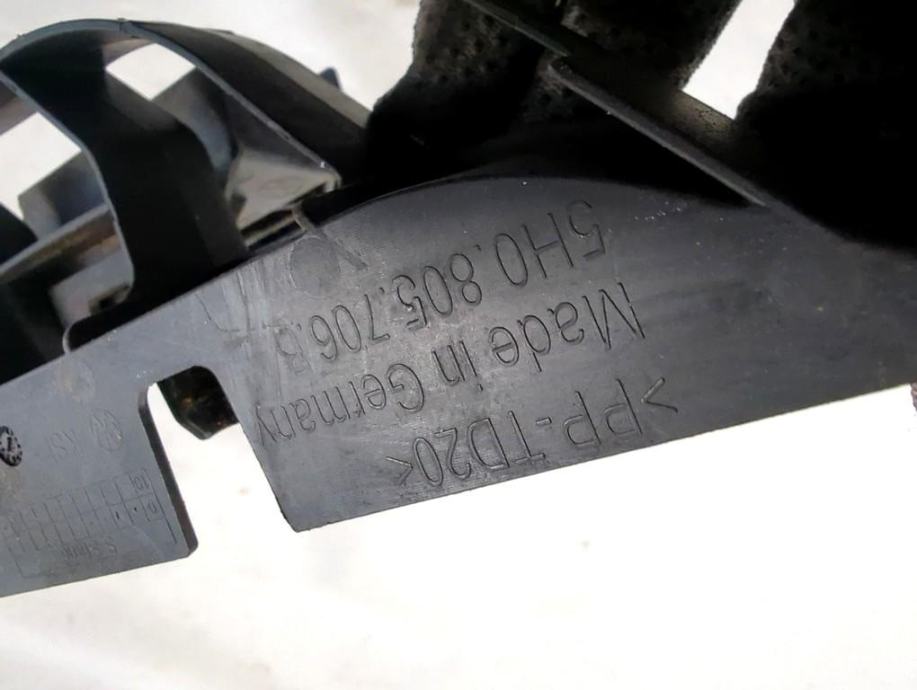 5H0.805.706.B
Made in Germany
>PP-TD20<